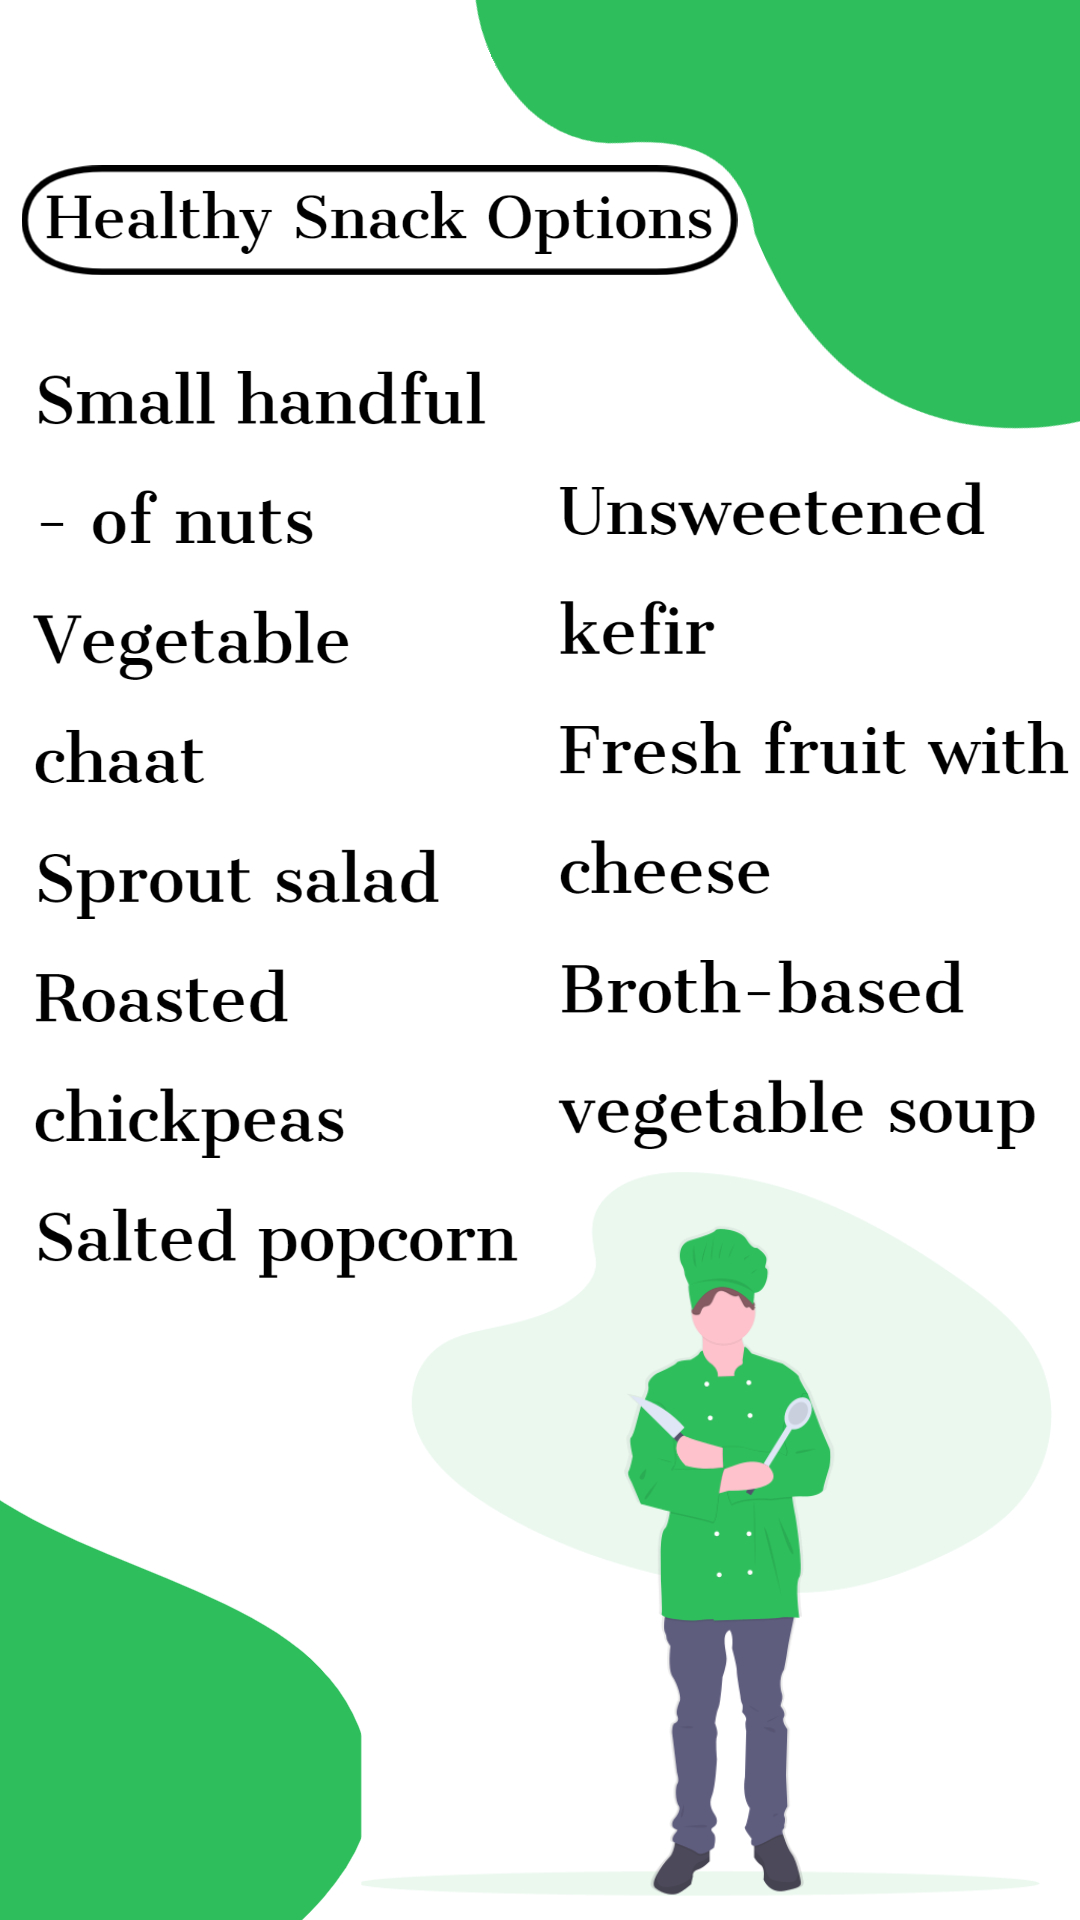 Healthy Snack Options
Small handful
- of nuts
Vegetable
chaat
Sprout salad
Roasted
chickpeas
Salted popcorn
Unsweetened
kefir
Fresh fruit with
cheese
Broth-based
vegetable soup